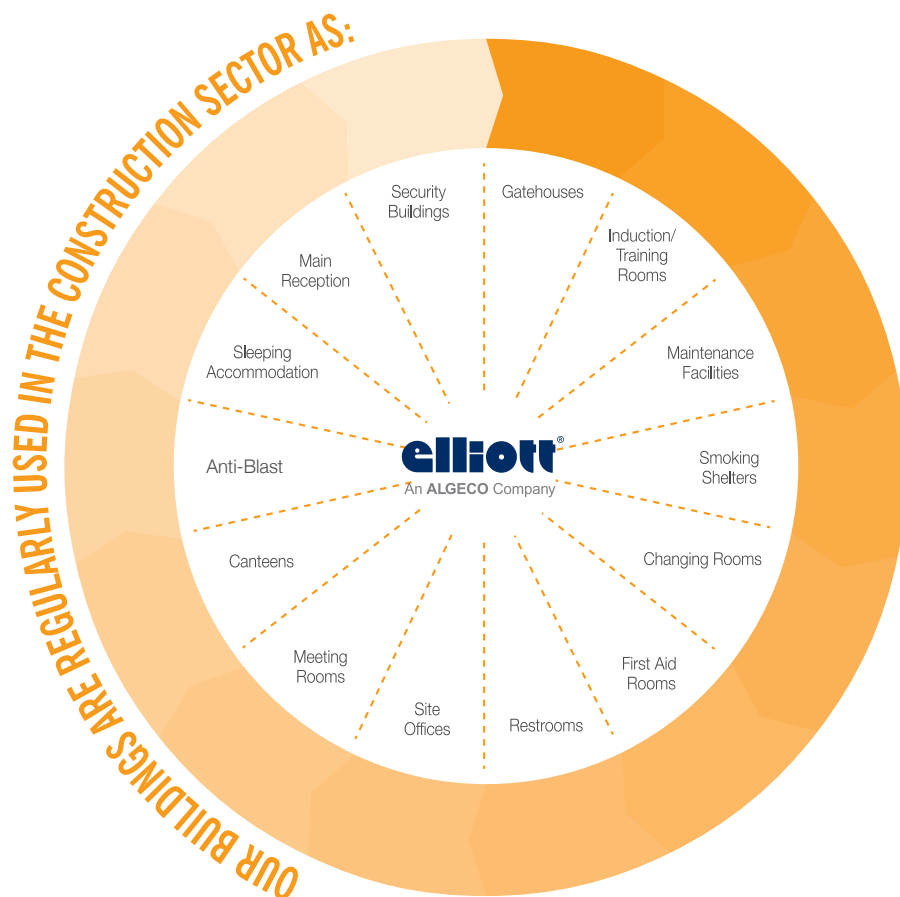 OUR BUILDINGS ARE REGULARLY USED IN THE CONSTRUCTION SECTOR AS:
Gatehouses
Induction/
Training
Rooms
Maintenance
Facilities
Smoking
Shelters
Changing Rooms
First Aid
Rooms
Restrooms
Site
Offices
Meeting
Rooms
Canteens
Anti-Blast
Sleeping
Accommodation
Main
Reception
Security
Buildings
elliott®
An ALGECO Company